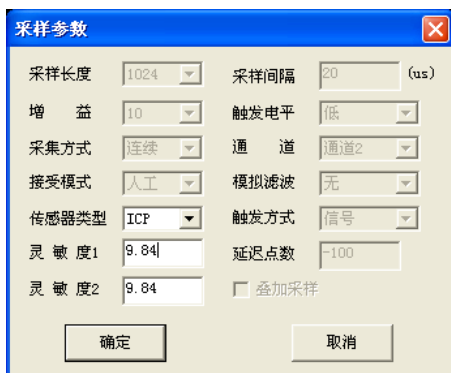 采样参数
采样长度 1024 采样间隔 20 (us)
增 益 10 触发电平 低
采集方式 连续 通 道 通道2
接受模式 人工 模拟滤波 无
传感器类型 ICP 触发方式 信号
灵 敏 度1 9.84 延迟点数 -100
灵 敏 度2 9.84 叠加采样
确定 取消